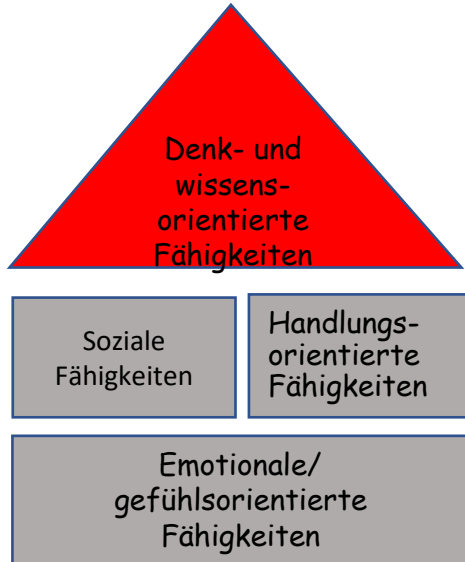 Denk- und
wissens-
orientierte
Fähigkeiten
Soziale
Fähigkeiten
Handlungs-
orientierte
Fähigkeiten
Emotionale/
gefühlsorientierte
Fähigkeiten